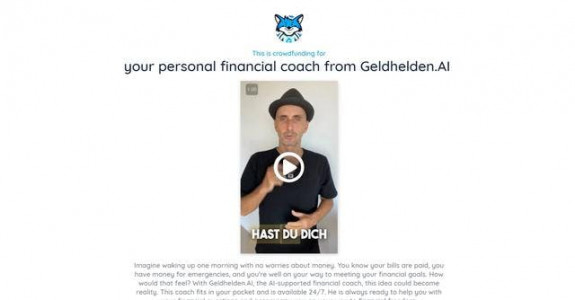 This is crowdfunding for
your personal financial coach from Geldhelden.AI
HAST DU DICH
Imagine waking up one morning with no worries about money. You know your bills are paid, you
have money for emergencies, and you're well on your way to meeting your financial goals. How
would that feel? With Geldhelden.AI, the AI-supported financial coach, this idea could become
reality. This coach fits in your pocket and is available 24/7. He is always ready to help you with